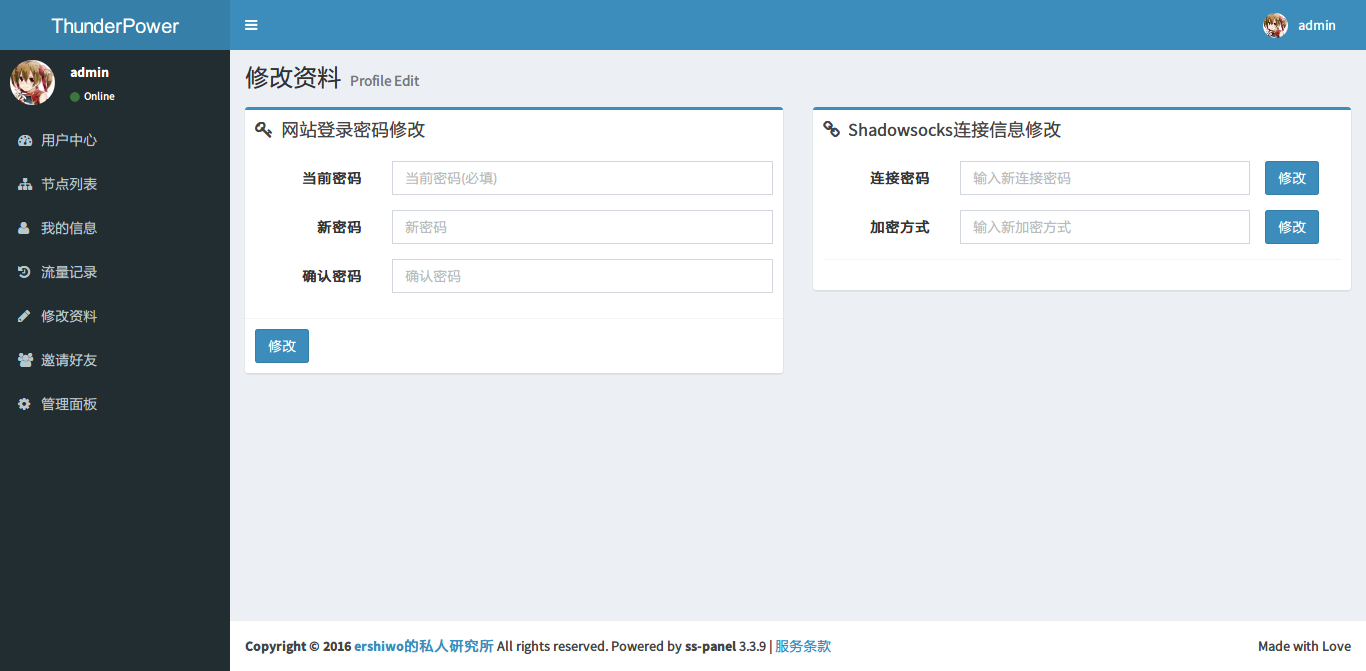 ThunderPower
admin
admin
Online
用户中心
节点列表
我的信息
流量记录
修改资料
邀请好友
管理面板
修改资料 Profile Edit
网站登录密码修改
当前密码 当前密码(必填)
新密码 新密码
确认密码 确认密码
修改
Shadowsocks连接信息修改
连接密码 输入新连接密码 修改
加密方式 输入新加密方式 修改
Copyright © 2016 ershiwo的私人研究所 All rights reserved. Powered by ss-panel 3.3.9 | 服务条款
Made with Love